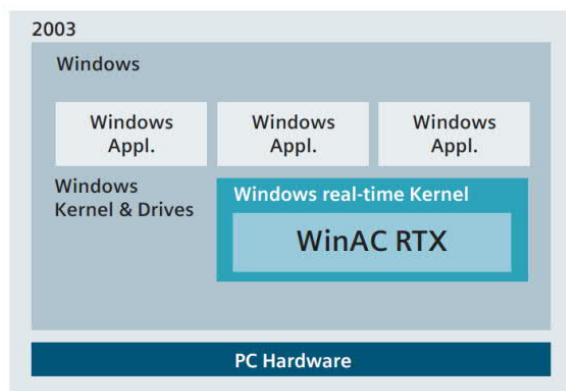 2003
Windows
Windows
Appl.
Windows
Appl.
Windows
Appl.
Windows
Kernel & Drives
Windows real-time Kernel
WinAC RTX
PC Hardware